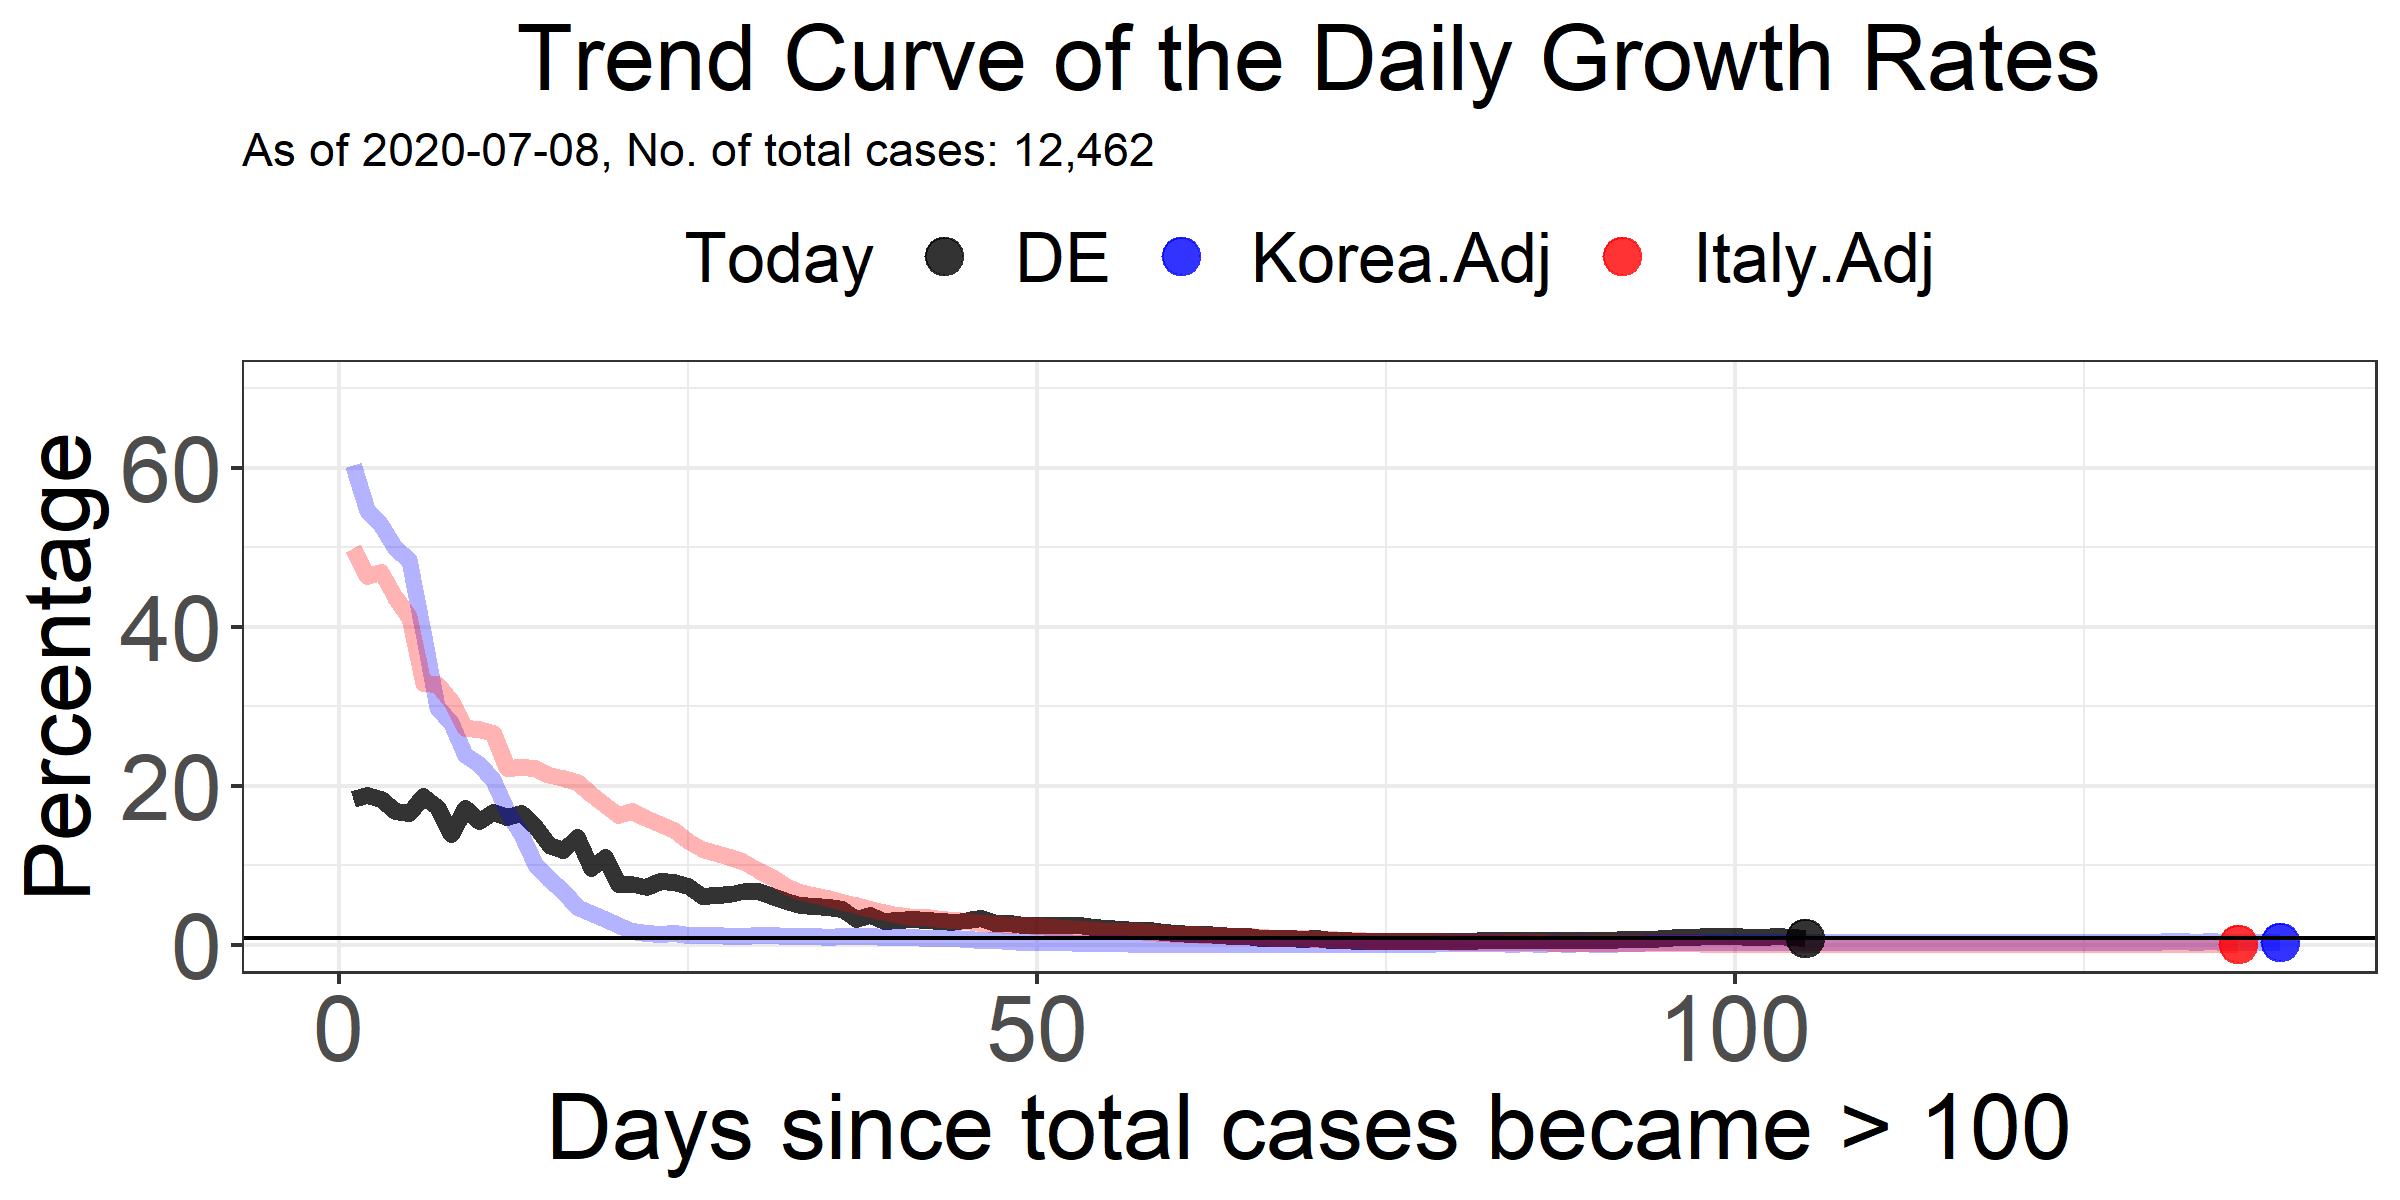 Trend Curve of the Daily Growth Rates
As of 2020-07-08, No. of total cases: 12,462
Today DE Korea.Adj Italy.Adj
Percentage
60
40
20
0
0 50 100
Days since total cases became > 100